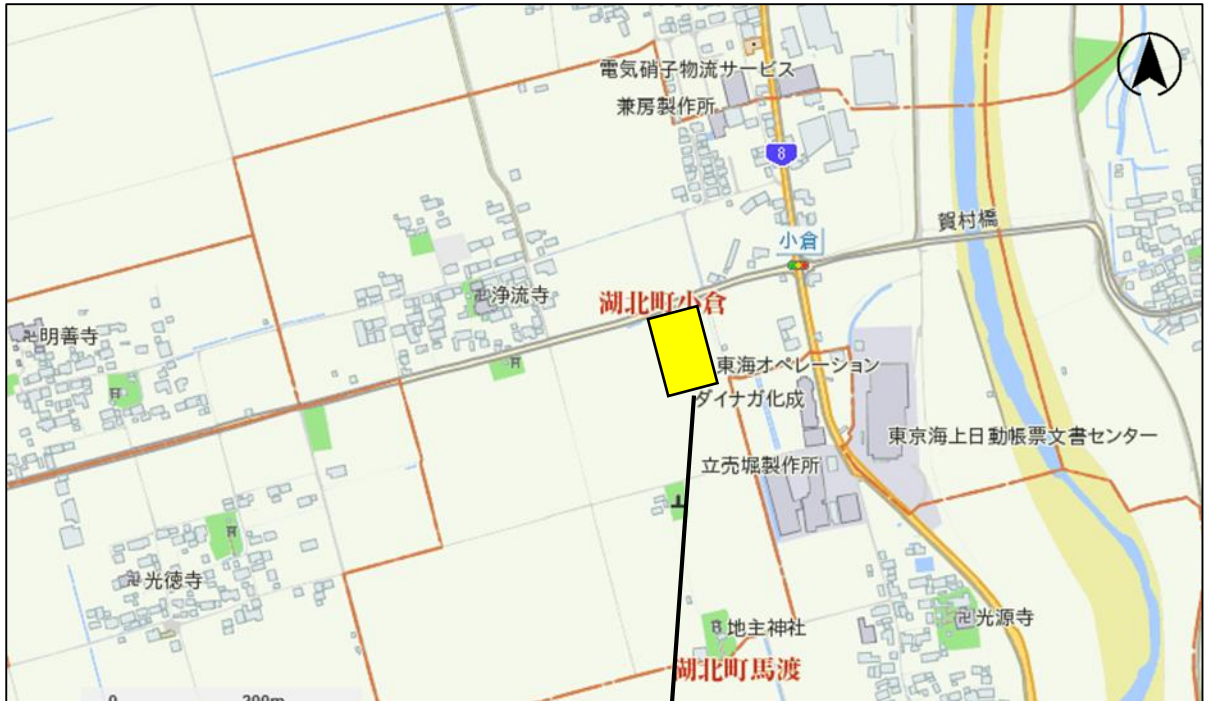 電気硝子物流サービス
兼房製作所
8
賀村橋
小倉
浄流寺
湖北町小倉
明善寺
東海オペレーション
ダイナガ化成
東京海上日動帳票文書センター
立売堀製作所
光徳寺
光源寺
地主神社
湖北町馬渡
0